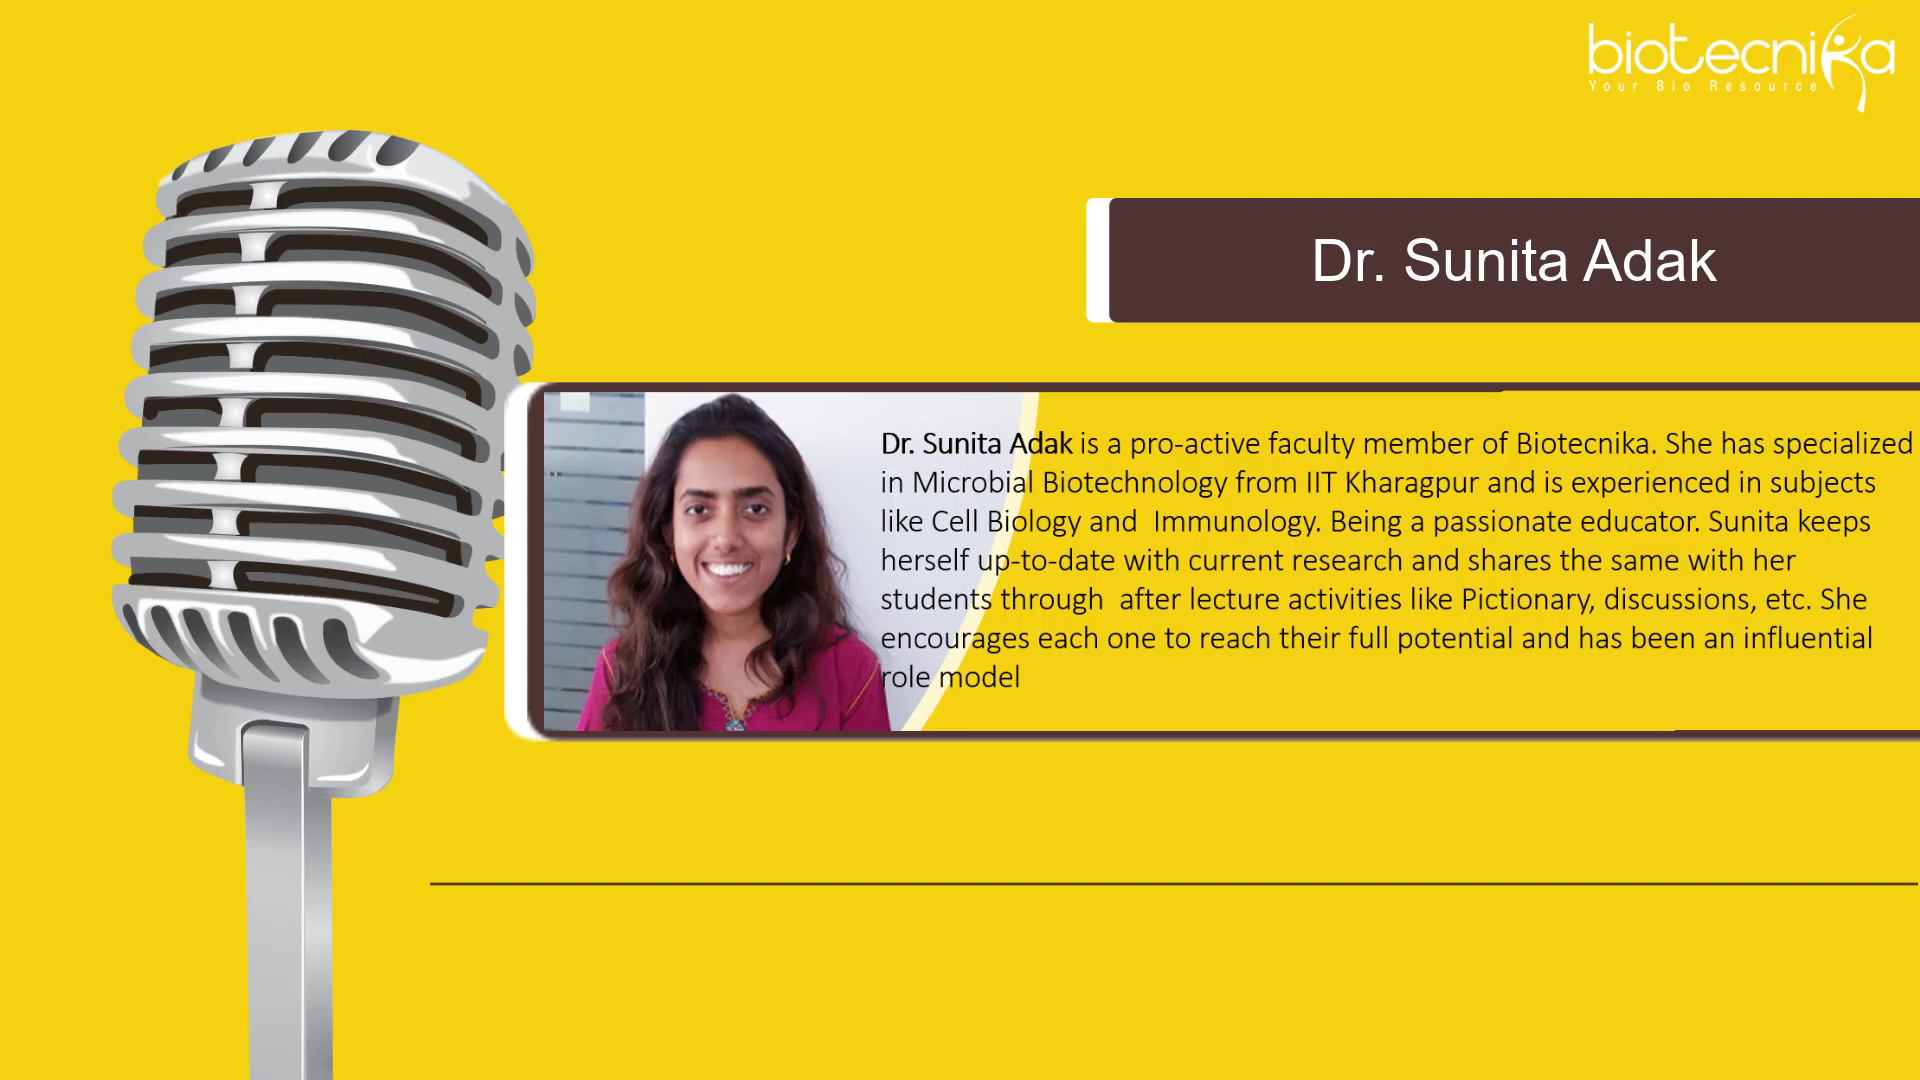 biotecnika
Your Bio Resource
Dr. Sunita Adak
Dr. Sunita Adak is a pro-active faculty member of Biotecnika. She has specialized
in Microbial Biotechnology from IIT Kharagpur and is experienced in subjects
like Cell Biology and  Immunology. Being a passionate educator. Sunita keeps
herself up-to-date with current research and shares the same with her
students through  after lecture activities like Pictionary, discussions, etc. She
encourages each one to reach their full potential and has been an influential
role model